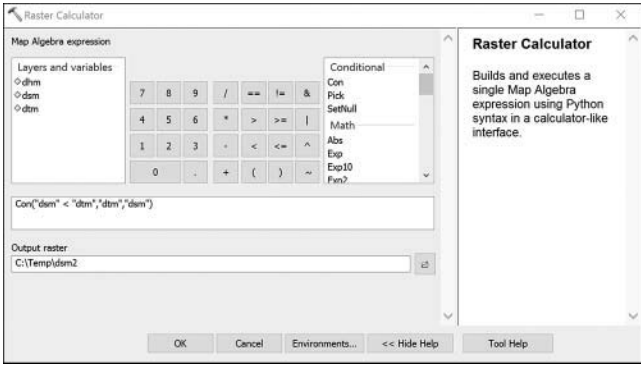 Raster Calculator
Map Algebra expression
Layers and variables
dhm
dsm
dtm
7 8 9 / == != &
4 5 6 * > >= |
1 2 3 - < <= ^
0 . + ( ) ~
Conditional
Con
Pick
SetNull
Math
Abs
Exp
Exp10
Exp2
Con("dsm" < "dtm","dtm","dsm")
Output raster
C:\Temp\dsm2
OK Cancel Environments... << Hide Help Tool Help
Raster Calculator
Builds and executes a
single Map Algebra
expression using Python
syntax in a calculator-like
interface.